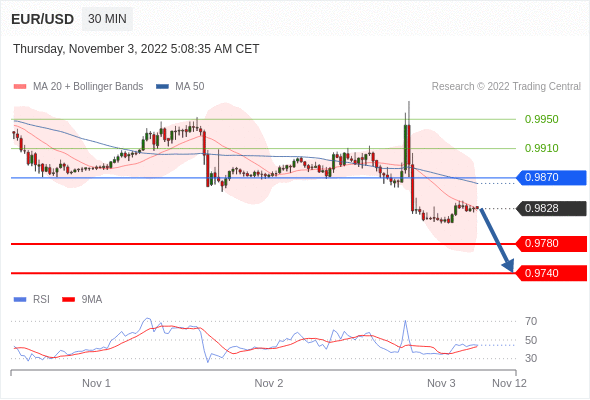 EUR/USD 30 MIN
Thursday, November 3, 2022 5:08:35 AM CET
MA 20 + Bollinger Bands MA 50 Research © 2022 Trading Central
0.9950
0.9910
0.9870
0.9828
0.9780
0.9740
RSI 9MA
70
50
30
Nov 1 Nov 2 Nov 3 Nov 12